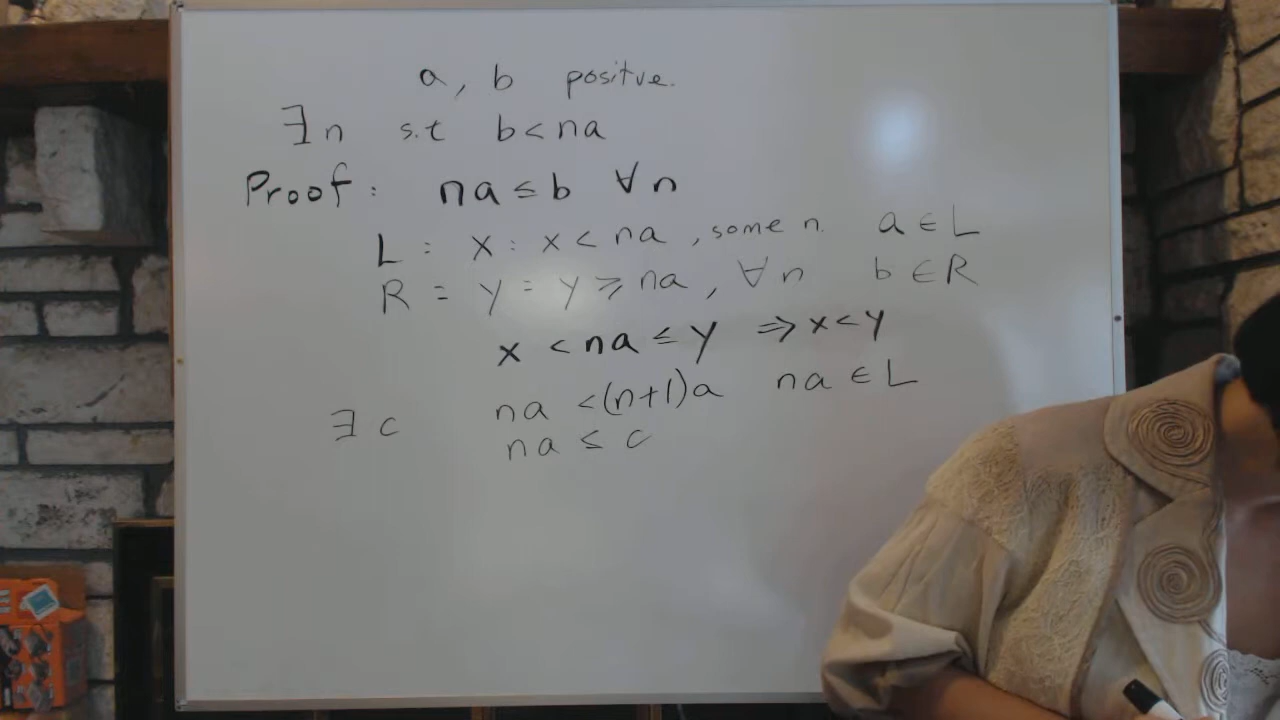 a, b positve.
∃n s.t b<na
Proof: na≤b ∀n
L: x: x<na, some n. a∈L
R = y = y≥na, ∀n b∈R
x<na≤y ⇒x<y
na <(n+1)a na∈L
∃ c na ≤ c